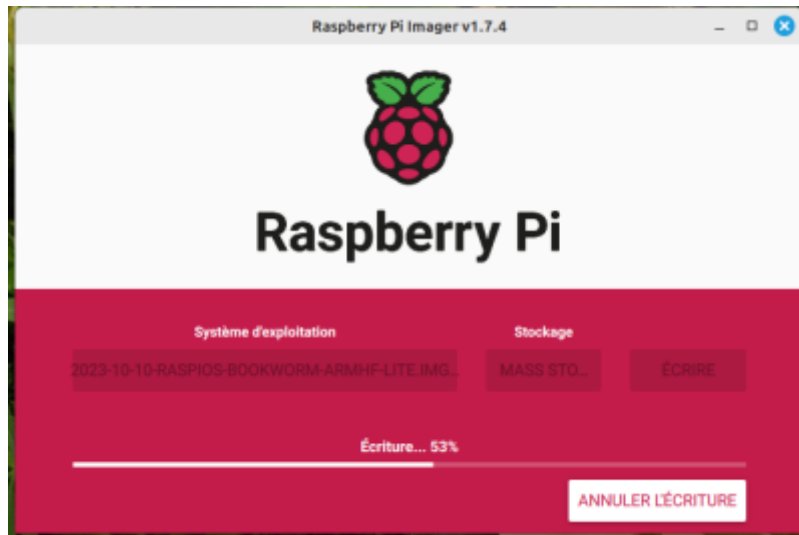 Raspberry Pi Imager v1.7.4
Raspberry Pi
Système d'exploitation Stockage
2023-10-10-RASPIOS-BOOKWORM-ARMHF-LITE.IMG... MASS STO... ÉCRIRE
Écriture... 53%
ANNULER L'ÉCRITURE